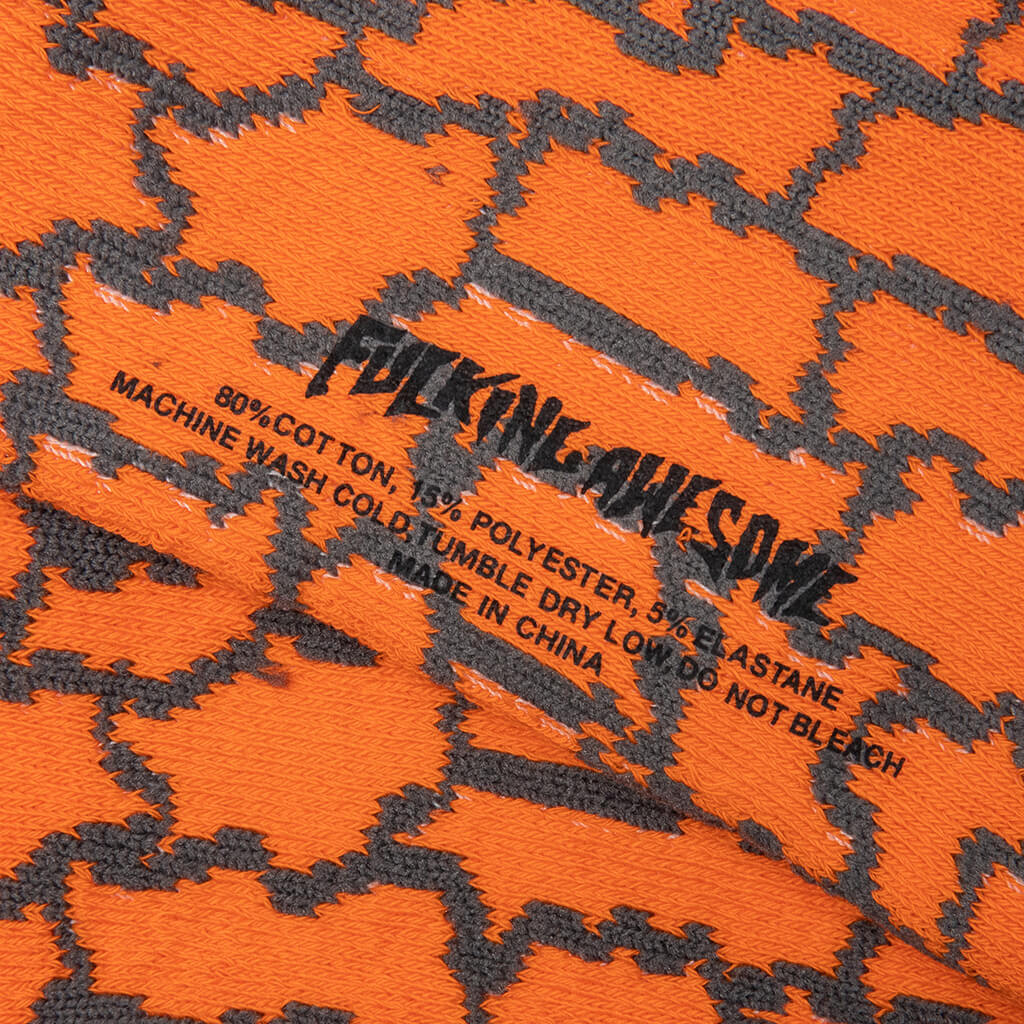 FUCKING AWESOME
80% COTTON, 15% POLYESTER, 5% ELASTANE
MACHINE WASH COLD, TUMBLE DRY LOW, DO NOT BLEACH
MADE IN CHINA